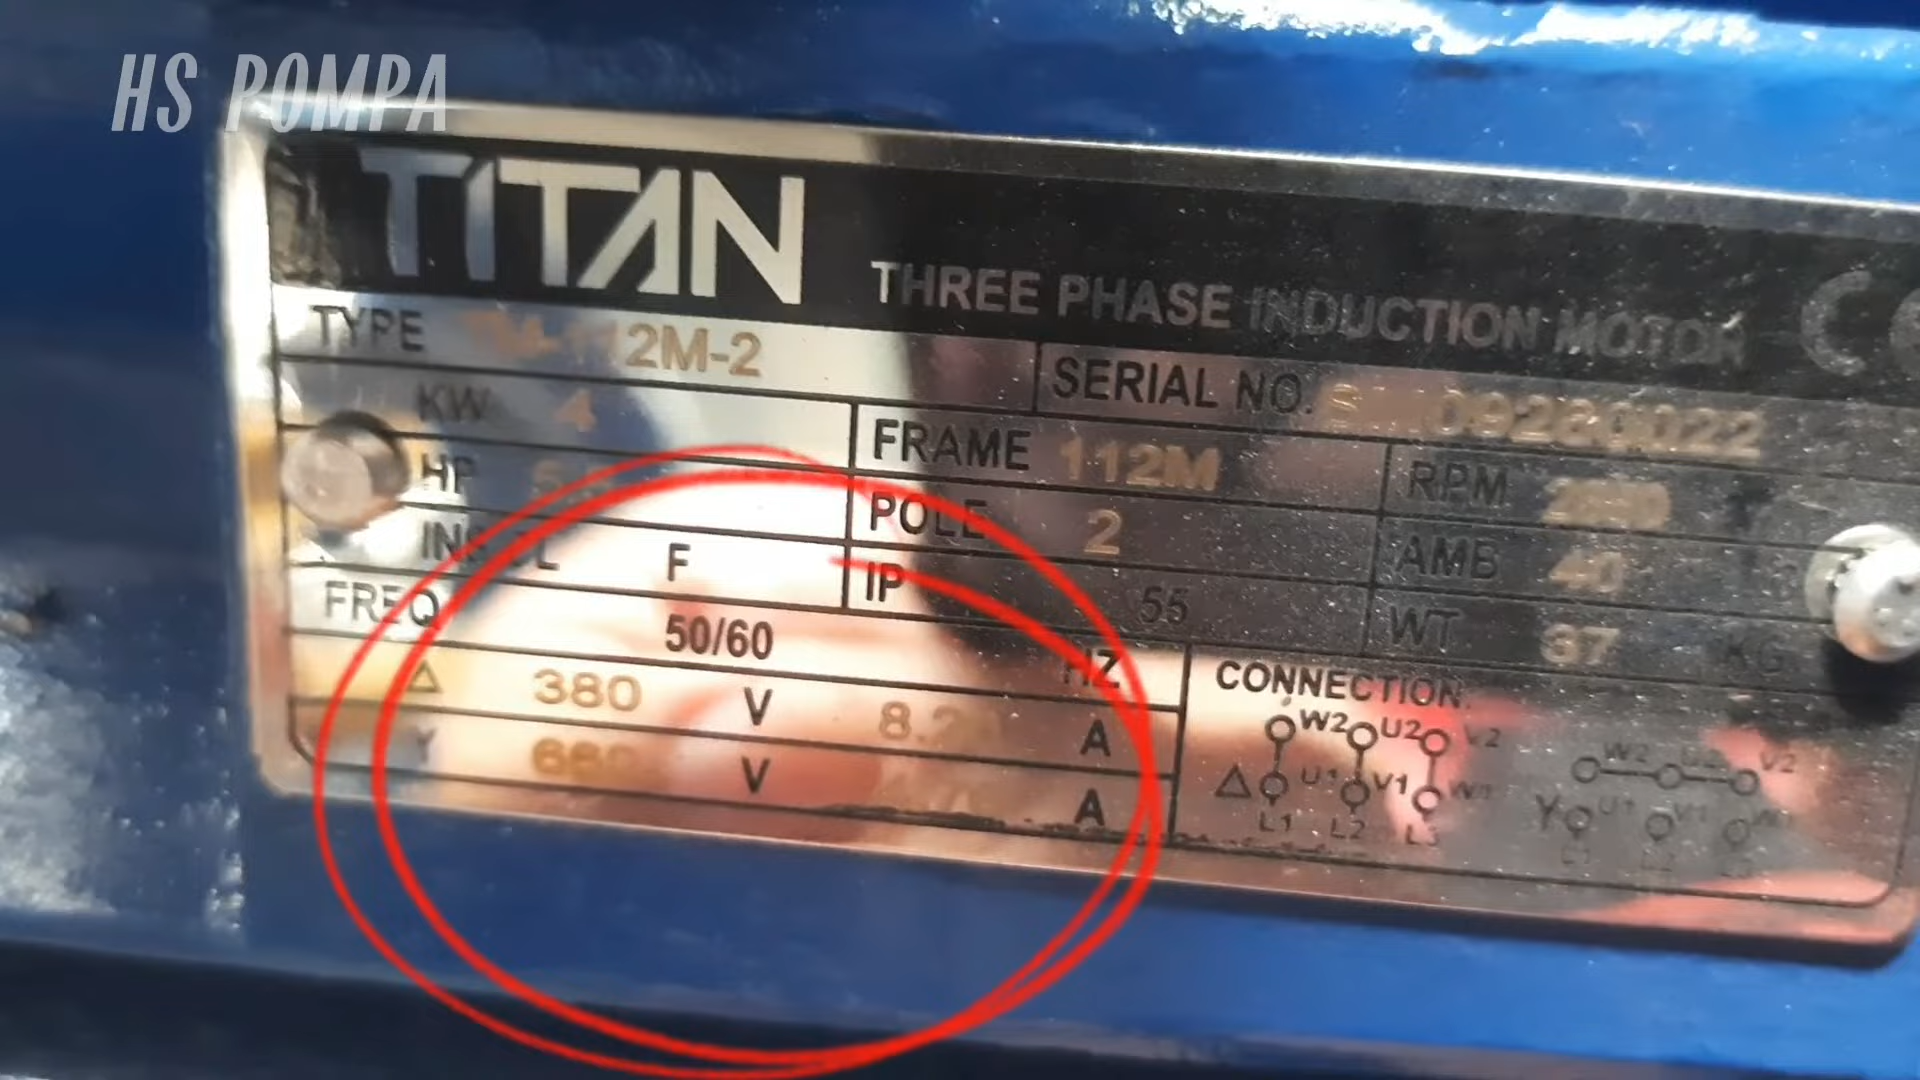 HS POMPA
TITAN
THREE PHASE INDUCTION MOTOR CE
TYPE 2M-2 SERIAL NO.
KW 4 FRAME 112M RPM
HP POLE 2 AMB 40
F IP 55 WT 37 KG
FREQ 50/60 HZ
△ 380 V A
Y V A
CONNECTION:
W2 U2 V2 W2 U2 V2
△ U1 V1 W1 Y U1 V1
L1 L2 L3 L1 L2 L3